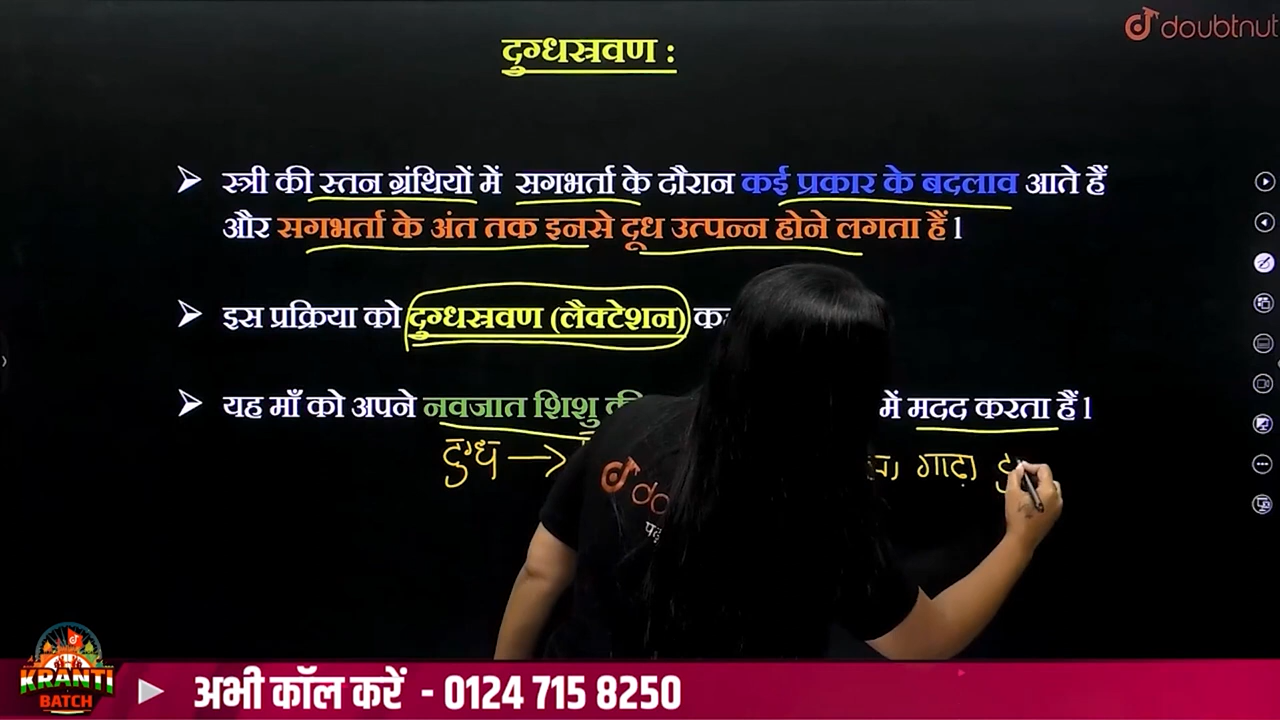 doubtnut
दुग्धस्रवण :
➤ स्त्री की स्तन ग्रंथियों में सगभर्ता के दौरान कई प्रकार के बदलाव आते हैं
और सगभर्ता के अंत तक इनसे दूध उत्पन्न होने लगता हैं।
➤ इस प्रक्रिया को दुग्धस्रवण (लैक्टेशन)
➤ यह माँ को अपने नवजात शिशु की में मदद करता हैं।
दुग्ध → गाढ़ा
KRANTI
BATCH
अभी कॉल करें - 0124 715 8250